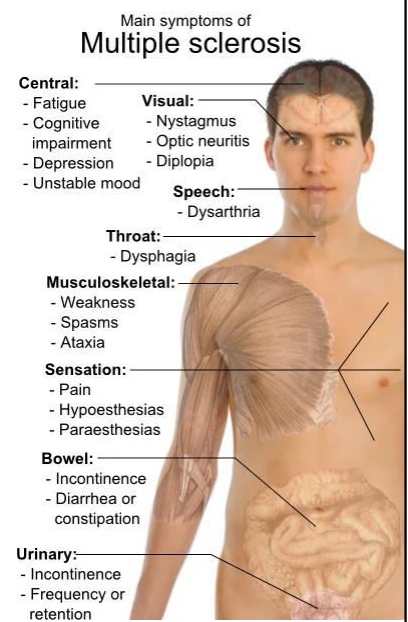 Main symptoms of
Multiple sclerosis
Central:
- Fatigue
- Cognitive
impairment
- Depression
- Unstable mood
Visual:
- Nystagmus
- Optic neuritis
- Diplopia
Speech:
- Dysarthria
Throat:
- Dysphagia
Musculoskeletal:
- Weakness
- Spasms
- Ataxia
Sensation:
- Pain
- Hypoesthesias
- Paraesthesias
Bowel:
- Incontinence
- Diarrhea or
constipation
Urinary:
- Incontinence
- Frequency or
retention